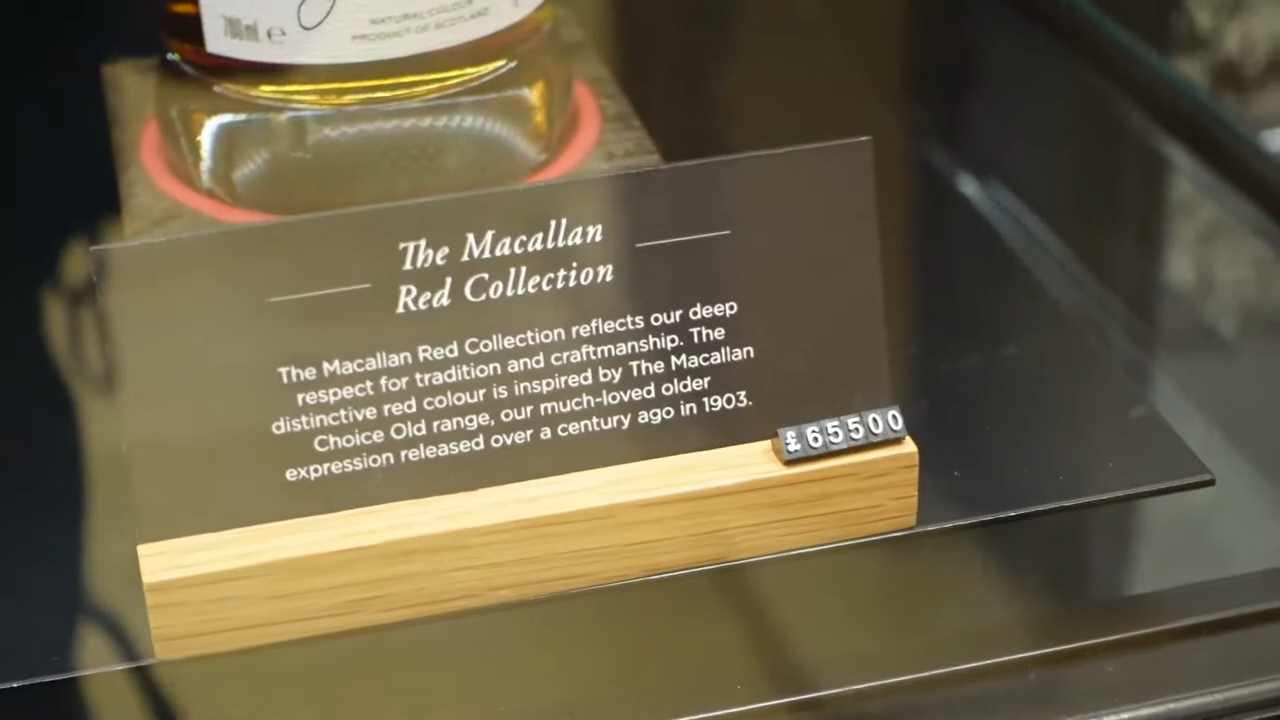 700ml e
NATURAL COLOUR
PRODUCT OF SCOTLAND
The Macallan
Red Collection
The Macallan Red Collection reflects our deep
respect for tradition and craftmanship. The
distinctive red colour is inspired by The Macallan
Choice Old range, our much-loved older
expression released over a century ago in 1903.
£65500